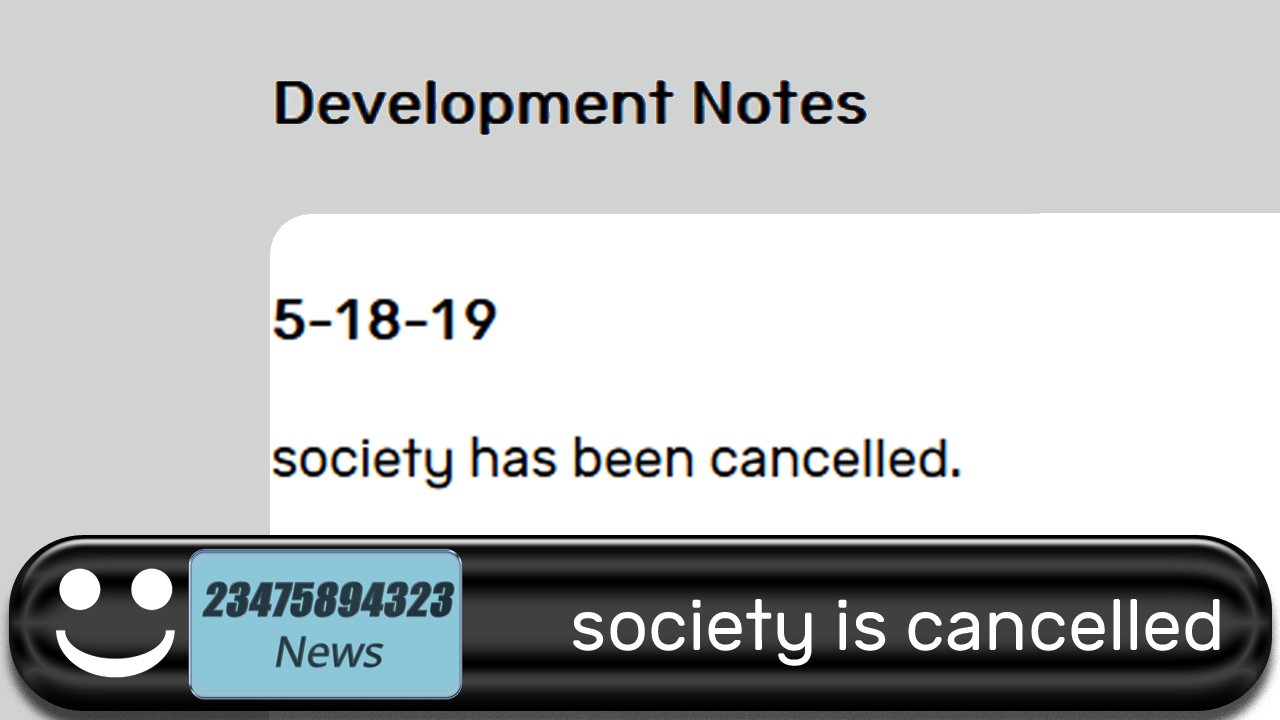 Development Notes
5-18-19
society has been cancelled.
23475894323
News
society is cancelled